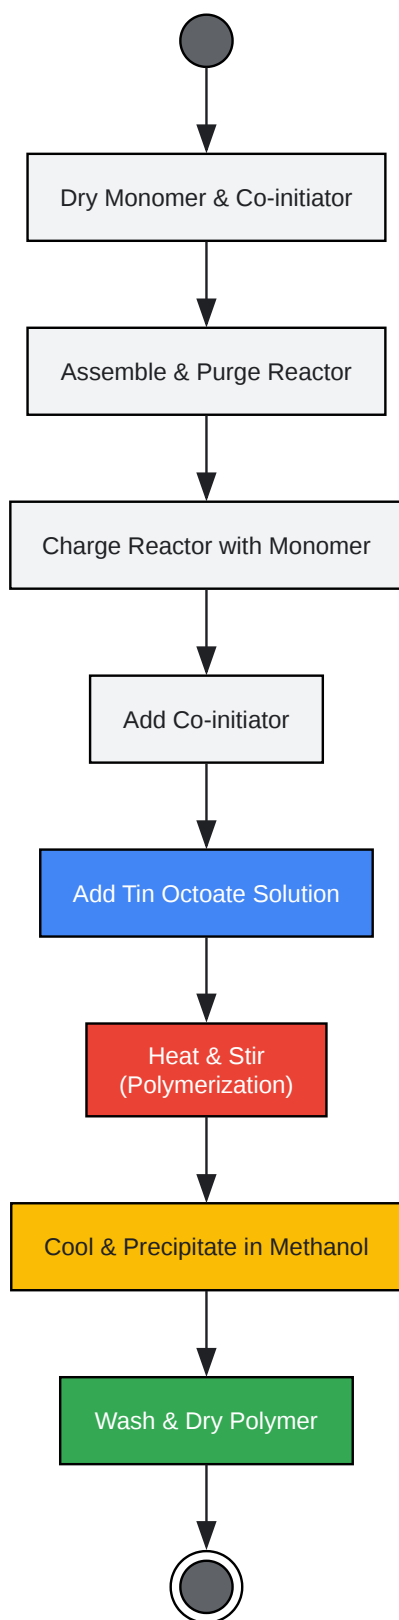 Dry Monomer & Co-initiator
Assemble & Purge Reactor
Charge Reactor with Monomer
Add Co-initiator
Add Tin Octoate Solution
Heat & Stir
(Polymerization)
Cool & Precipitate in Methanol
Wash & Dry Polymer